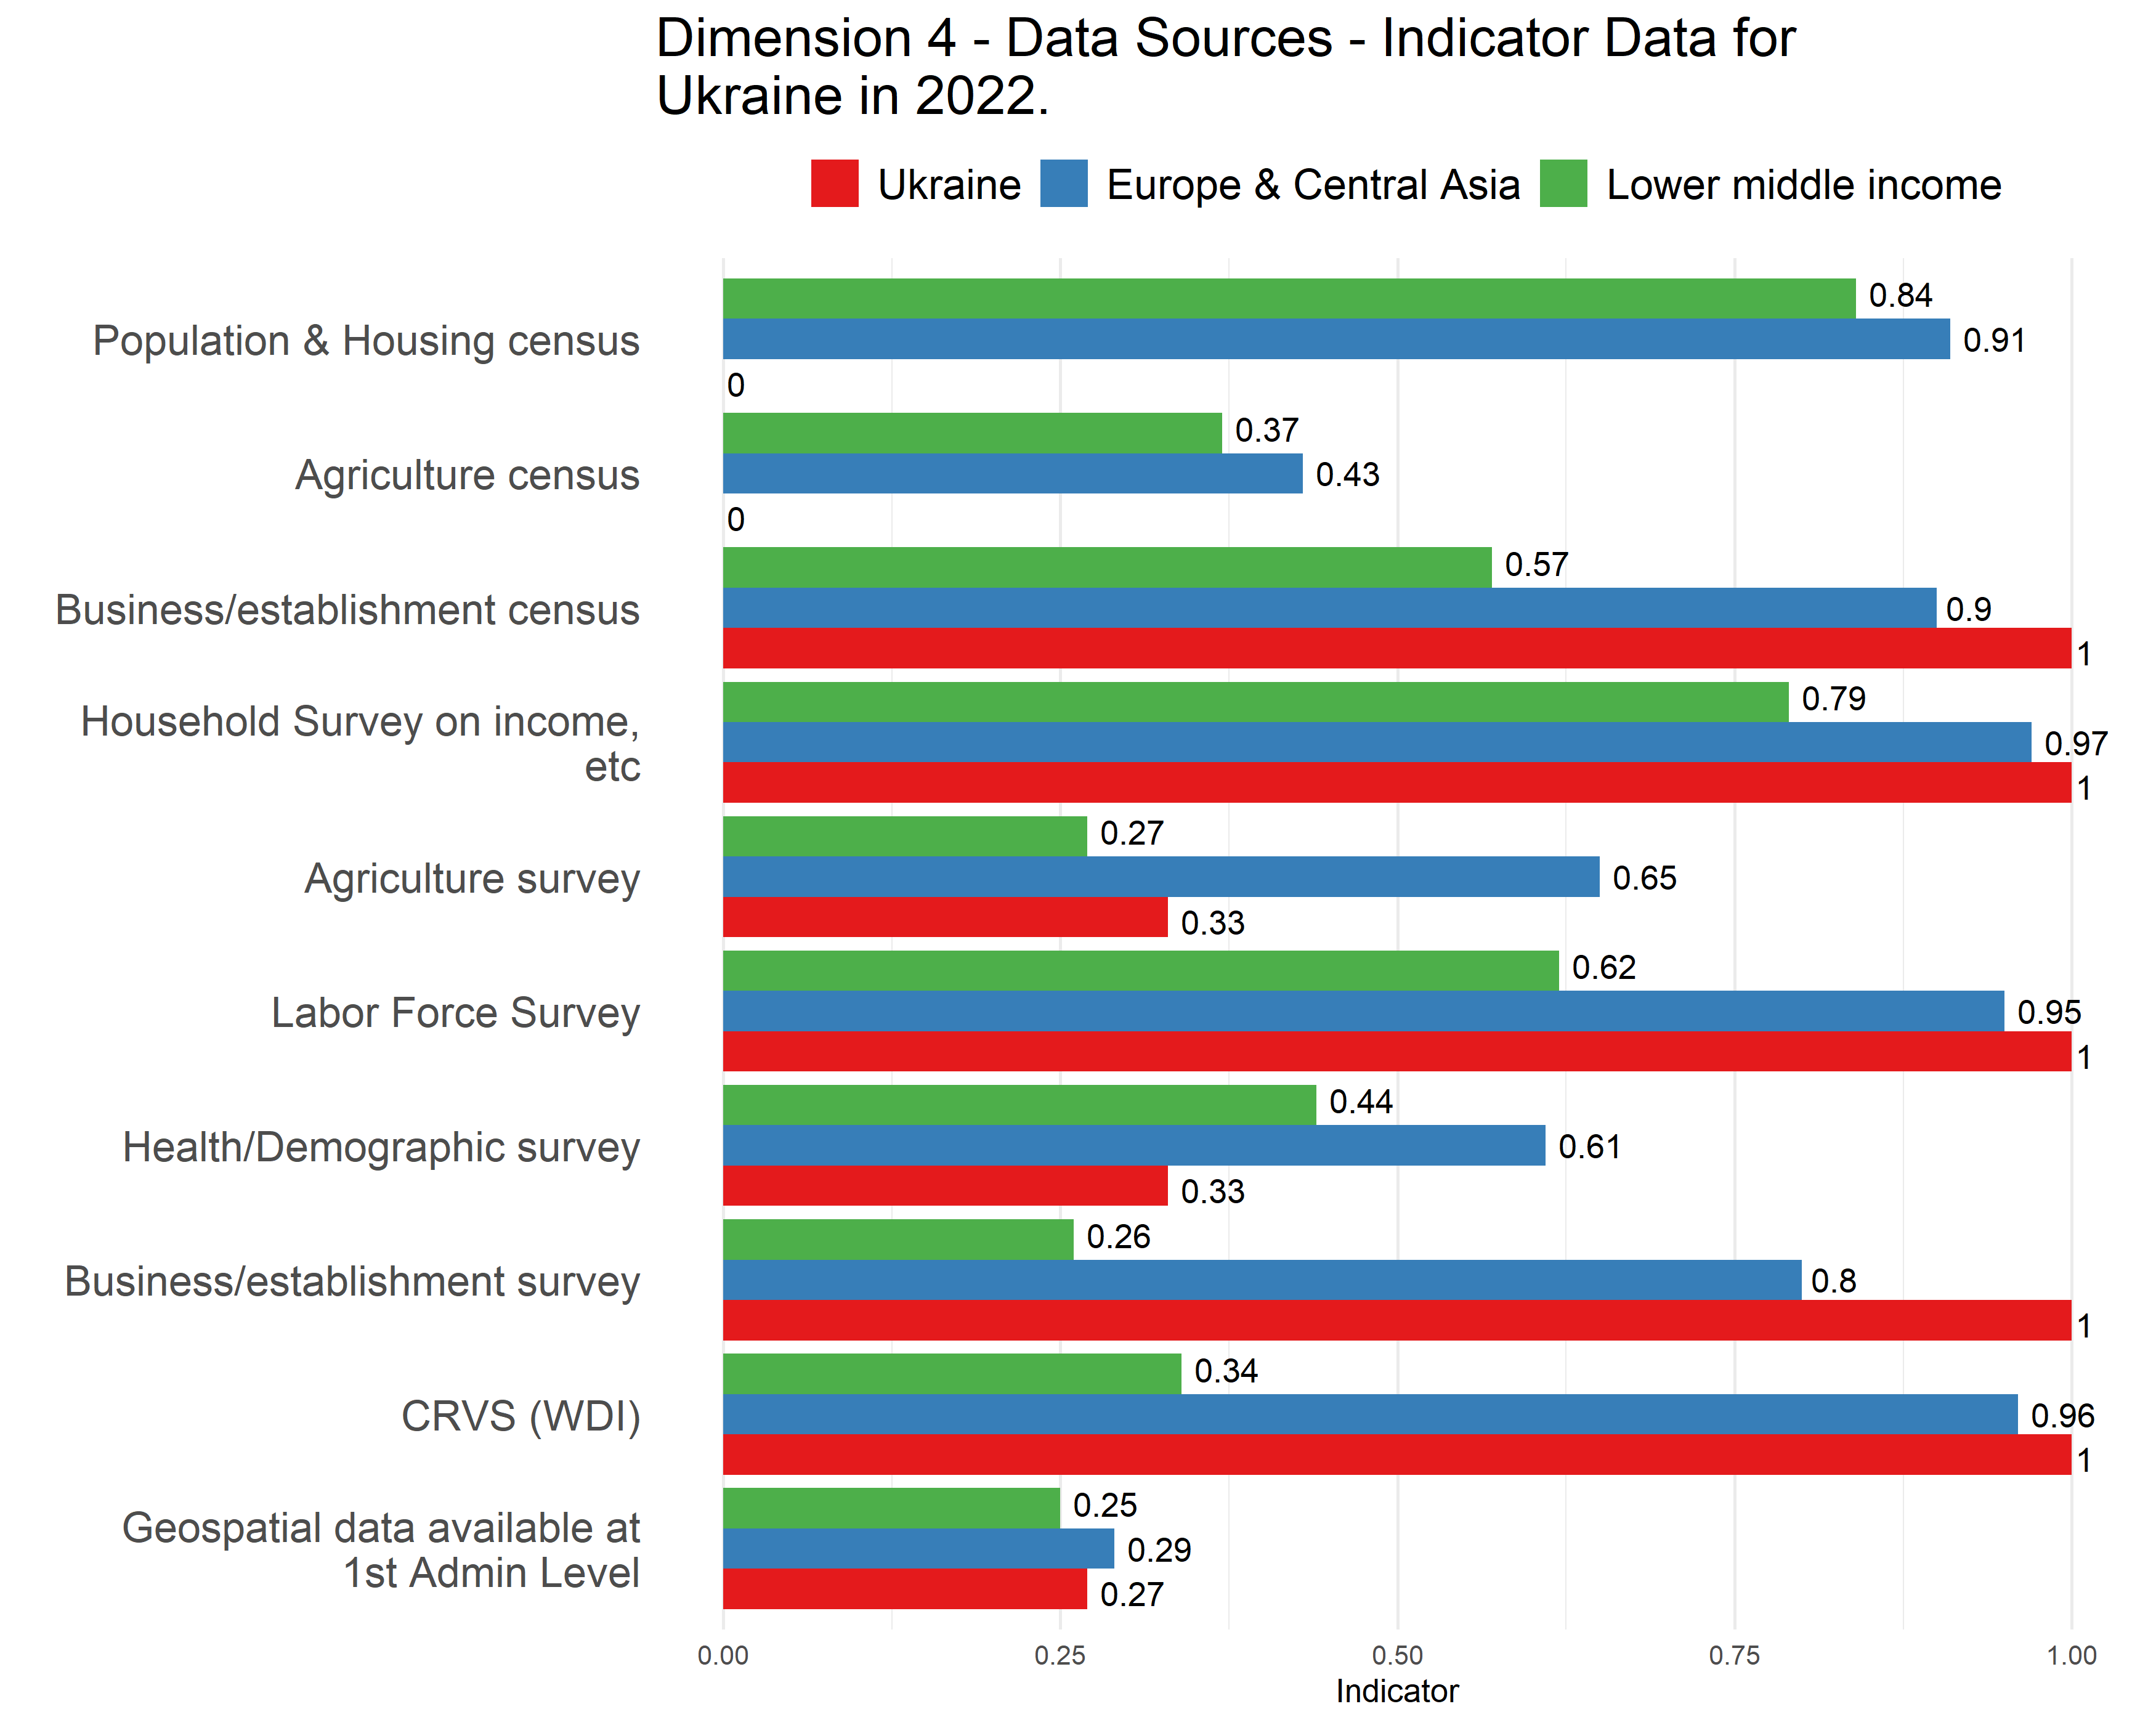 Dimension 4 - Data Sources - Indicator Data for
Ukraine in 2022.
Ukraine
Europe & Central Asia
Lower middle income
Population & Housing census
0.84
0.91
0
Agriculture census
0.37
0.43
0
Business/establishment census
0.57
0.9
1
Household Survey on income,
etc
0.79
0.97
1
Agriculture survey
0.27
0.65
0.33
Labor Force Survey
0.62
0.95
1
Health/Demographic survey
0.44
0.61
0.33
Business/establishment survey
0.26
0.8
1
CRVS (WDI)
0.34
0.96
1
Geospatial data available at
1st Admin Level
0.25
0.29
0.27
0.00
0.25
0.50
0.75
1.00
Indicator